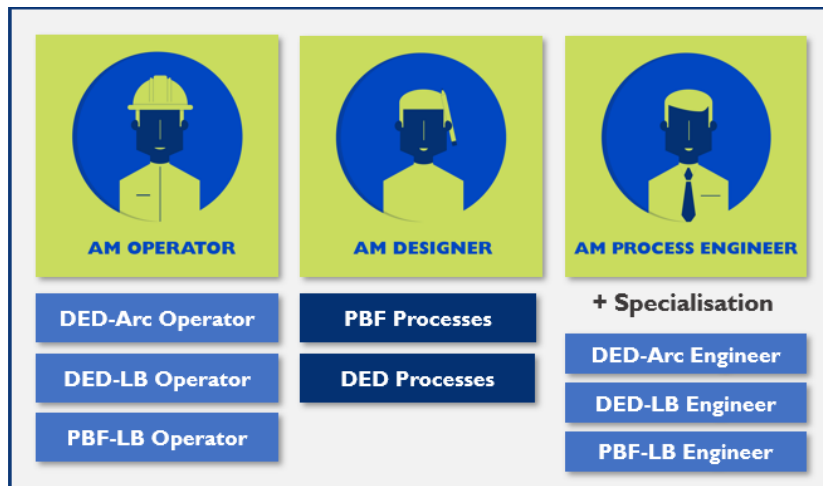 AM OPERATOR
DED-Arc Operator
DED-LB Operator
PBF-LB Operator
AM DESIGNER
PBF Processes
DED Processes
AM PROCESS ENGINEER
+ Specialisation
DED-Arc Engineer
DED-LB Engineer
PBF-LB Engineer